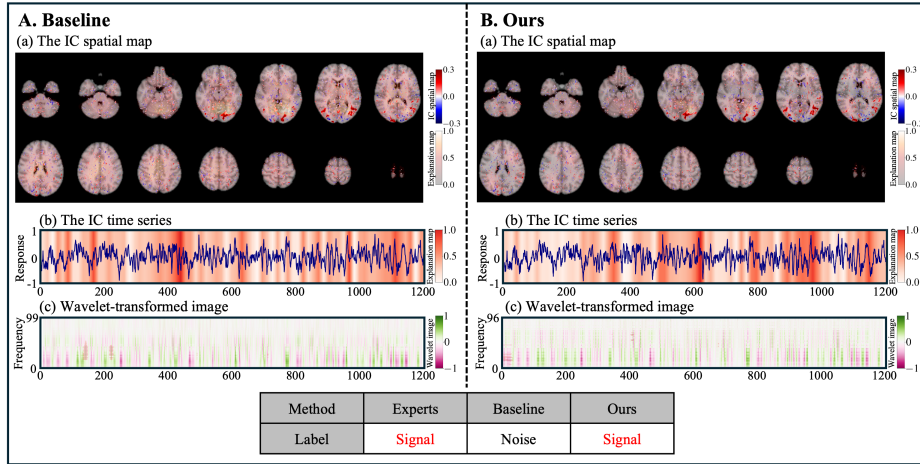 A. Baseline
(a) The IC spatial map
0.3
0.0
−0.3
IC spatial map
1.0
0.5
0.0
Explanation map
(b) The IC time series
Response
1
0
-1
0 200 400 600 800 1000 1200
1.0
0.5
0.0
Explanation map
(c) Wavelet-transformed image
Frequency
99
0
0 200 400 600 800 1000 1200
1
0
−1
Wavelet image
B. Ours
(a) The IC spatial map
0.3
0.0
−0.3
IC spatial map
1.0
0.5
0.0
Explanation map
(b) The IC time series
Response
1
0
-1
0 200 400 600 800 1000 1200
1.0
0.5
0.0
Explanation map
(c) Wavelet-transformed image
Frequency
96
0
0 200 400 600 800 1000 1200
1
0
−1
Wavelet image
Method Experts Baseline Ours
Label Signal Noise Signal